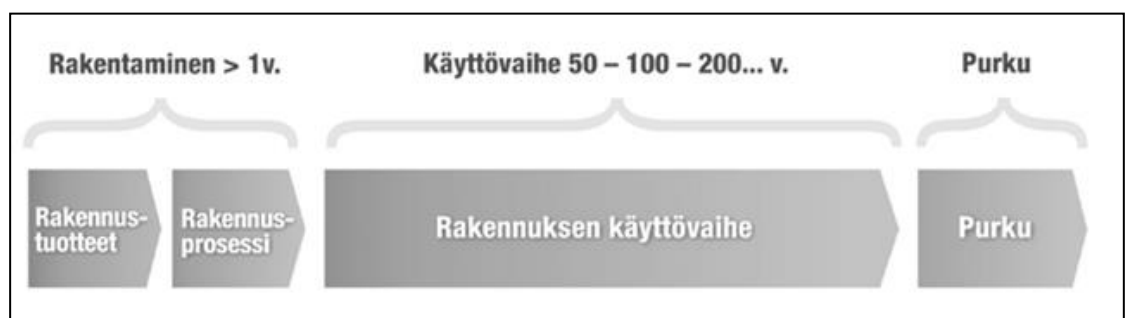 Rakentaminen > 1v.
Käyttövaihe 50 – 100 – 200... v.
Purku
Rakennus-
tuotteet
Rakennus-
prosessi
Rakennuksen käyttövaihe
Purku